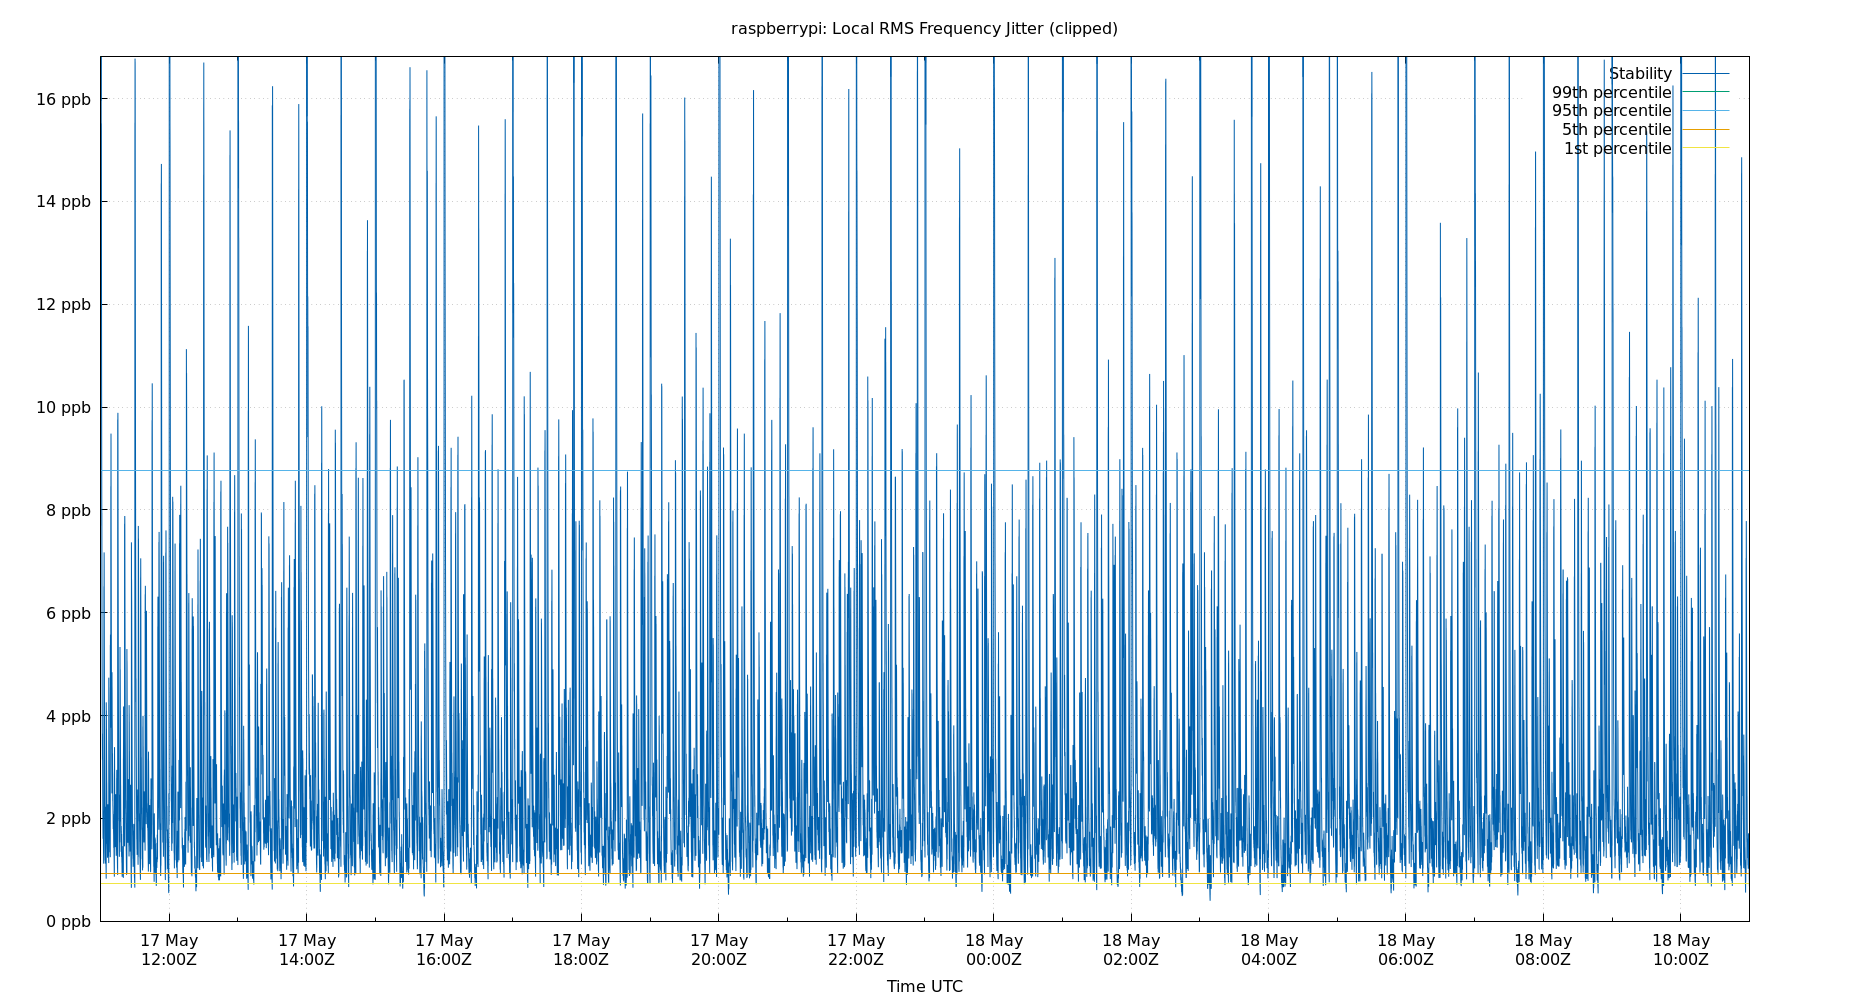 raspberrypi: Local RMS Frequency Jitter (clipped)
Stability
99th percentile
95th percentile
5th percentile
1st percentile
16 ppb
14 ppb
12 ppb
10 ppb
8 ppb
6 ppb
4 ppb
2 ppb
0 ppb
17 May 17 May 17 May 17 May 17 May 17 May 18 May 18 May 18 May 18 May 18 May 18 May
12:00Z 14:00Z 16:00Z 18:00Z 20:00Z 22:00Z 00:00Z 02:00Z 04:00Z 06:00Z 08:00Z 10:00Z
Time UTC